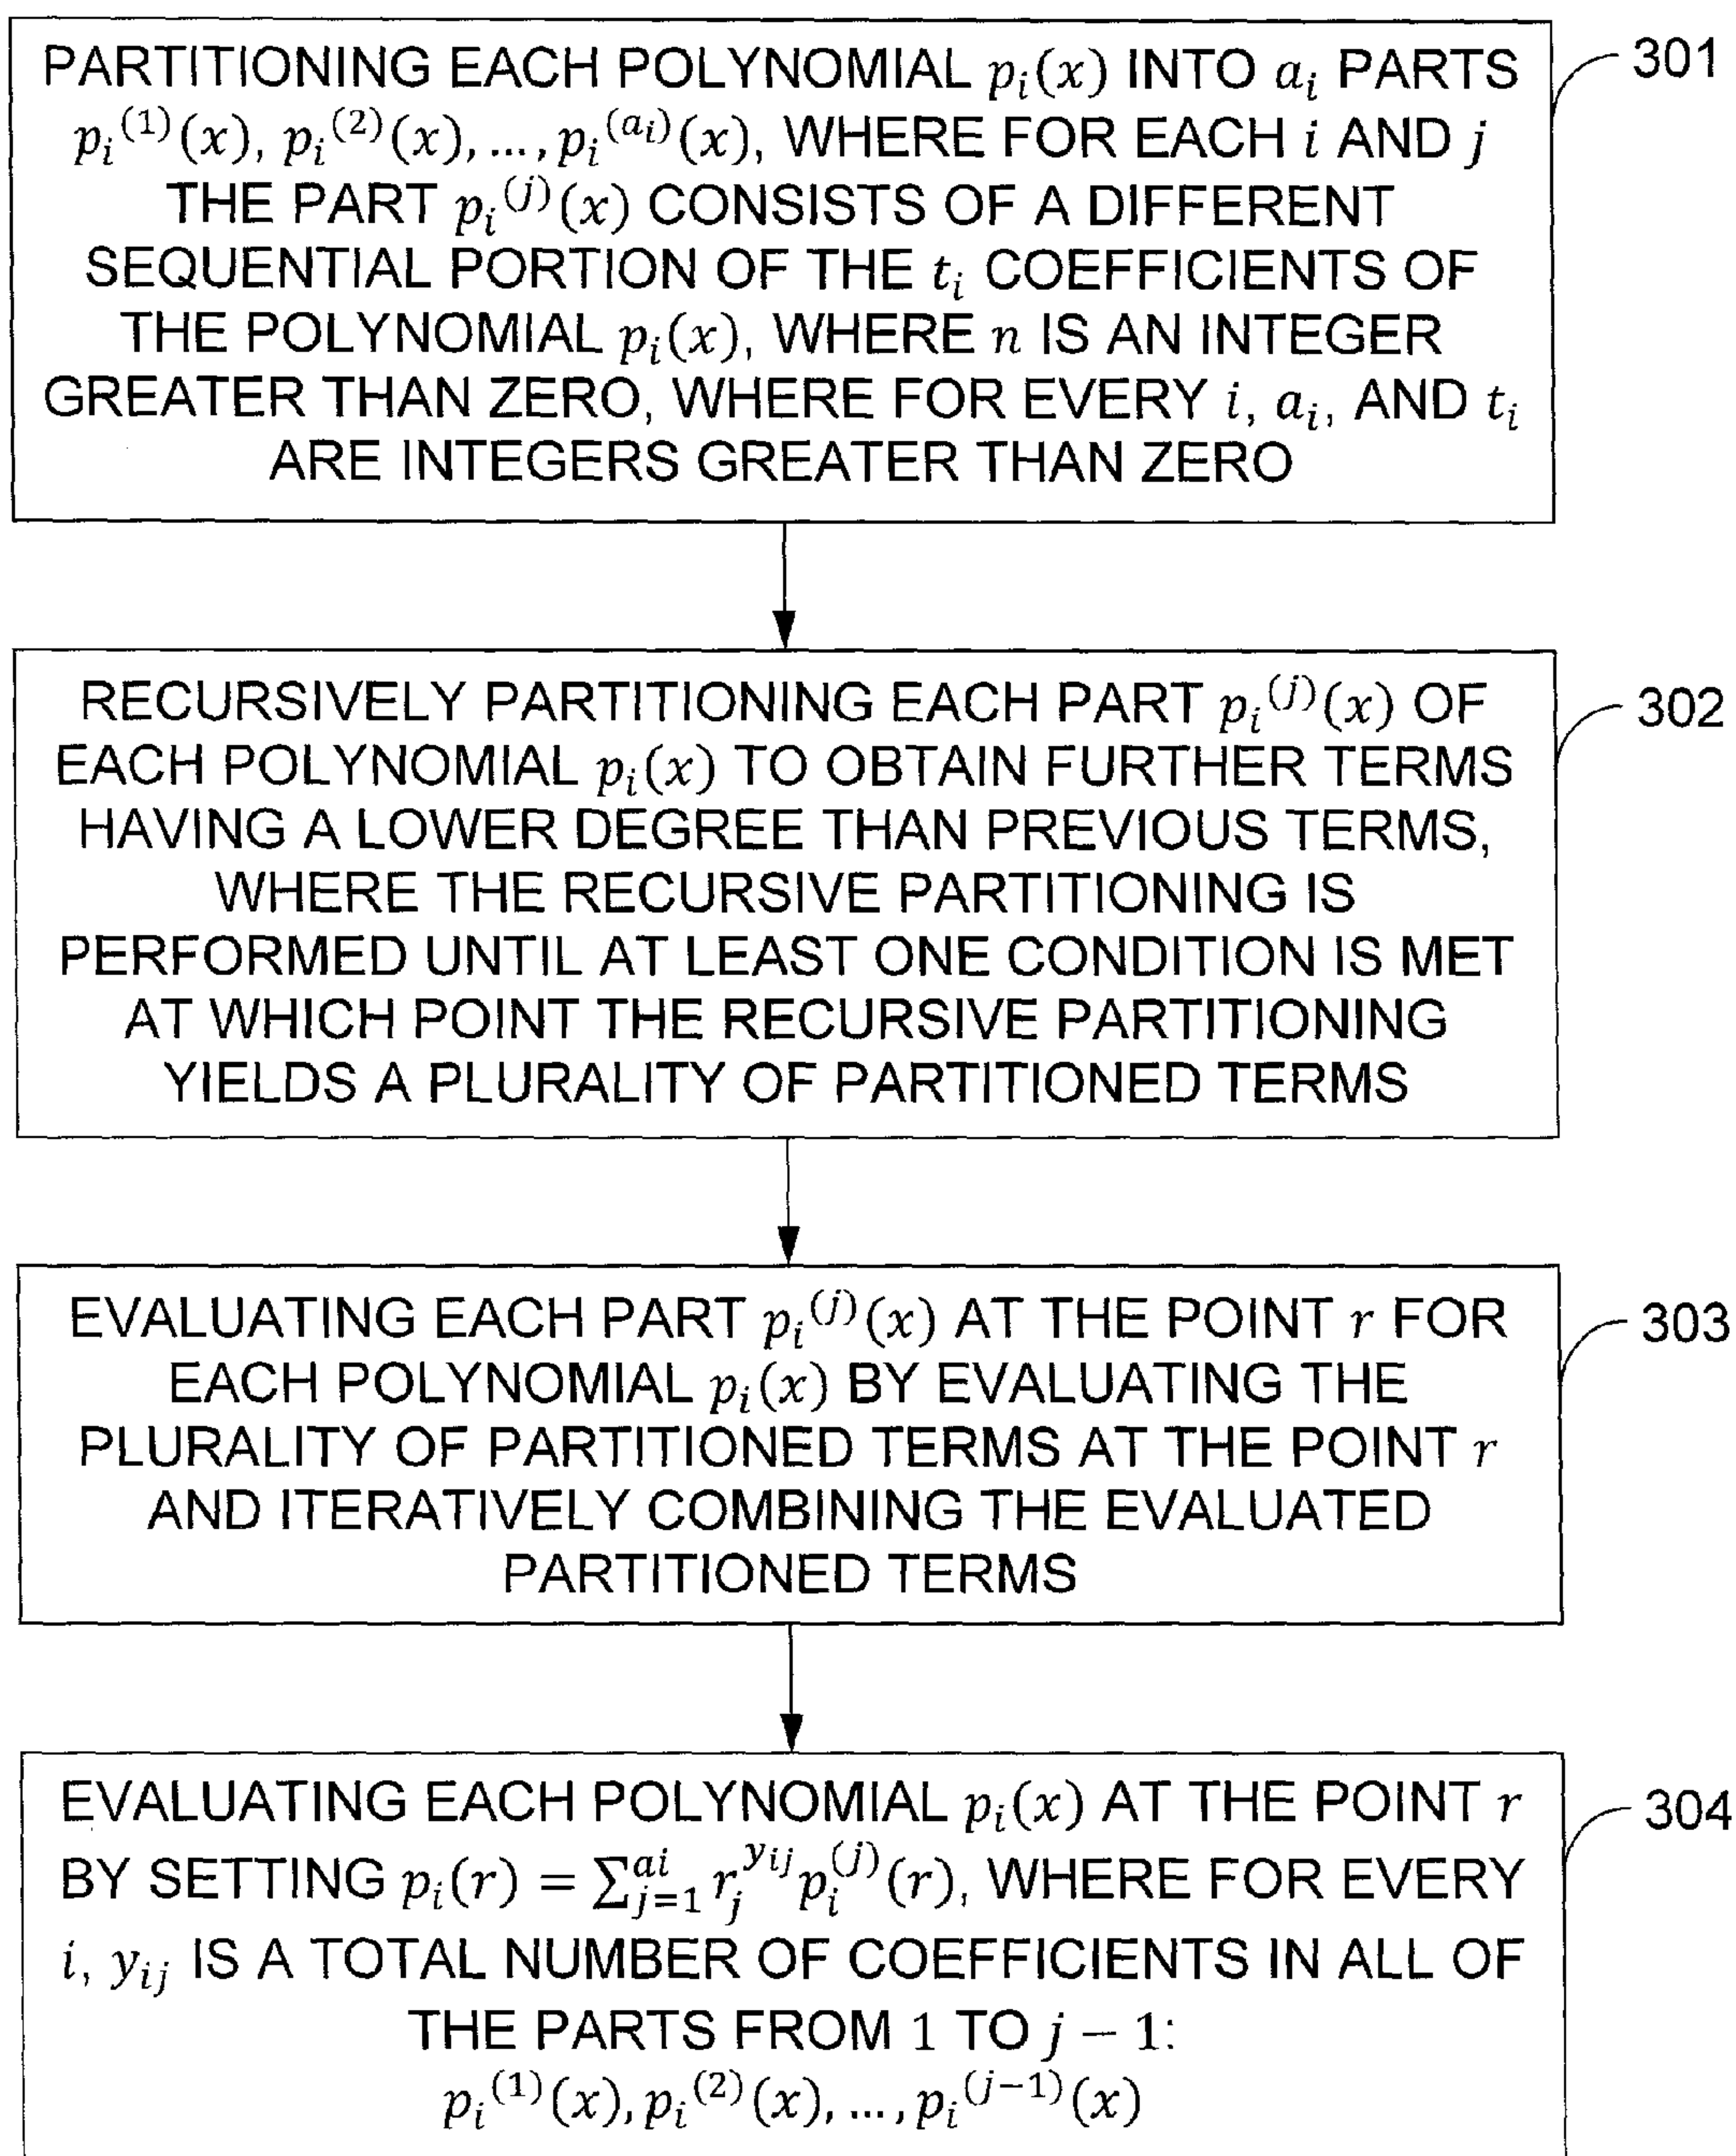 PARTITIONING EACH POLYNOMIAL pᵢ(x) INTO aᵢ PARTS
pᵢ⁽¹⁾(x), pᵢ⁽²⁾(x), …, pᵢ^(aᵢ)(x), WHERE FOR EACH i AND j
THE PART pᵢ⁽ʲ⁾(x) CONSISTS OF A DIFFERENT
SEQUENTIAL PORTION OF THE tᵢ COEFFICIENTS OF
THE POLYNOMIAL pᵢ(x), WHERE n IS AN INTEGER
GREATER THAN ZERO, WHERE FOR EVERY i, aᵢ, AND tᵢ
ARE INTEGERS GREATER THAN ZERO
301
RECURSIVELY PARTITIONING EACH PART pᵢ⁽ʲ⁾(x) OF
EACH POLYNOMIAL pᵢ(x) TO OBTAIN FURTHER TERMS
HAVING A LOWER DEGREE THAN PREVIOUS TERMS,
WHERE THE RECURSIVE PARTITIONING IS
PERFORMED UNTIL AT LEAST ONE CONDITION IS MET
AT WHICH POINT THE RECURSIVE PARTITIONING
YIELDS A PLURALITY OF PARTITIONED TERMS
302
EVALUATING EACH PART pᵢ⁽ʲ⁾(x) AT THE POINT r FOR
EACH POLYNOMIAL pᵢ(x) BY EVALUATING THE
PLURALITY OF PARTITIONED TERMS AT THE POINT r
AND ITERATIVELY COMBINING THE EVALUATED
PARTITIONED TERMS
303
EVALUATING EACH POLYNOMIAL pᵢ(x) AT THE POINT r
BY SETTING pᵢ(r) = ∑_{j=1}^{ai} r_j^{y_{ij}} p_i^{(j)}(r), WHERE FOR EVERY
i, y_{ij} IS A TOTAL NUMBER OF COEFFICIENTS IN ALL OF
THE PARTS FROM 1 TO j − 1:
pᵢ⁽¹⁾(x), pᵢ⁽²⁾(x), …, pᵢ⁽ʲ⁻¹⁾(x)
304